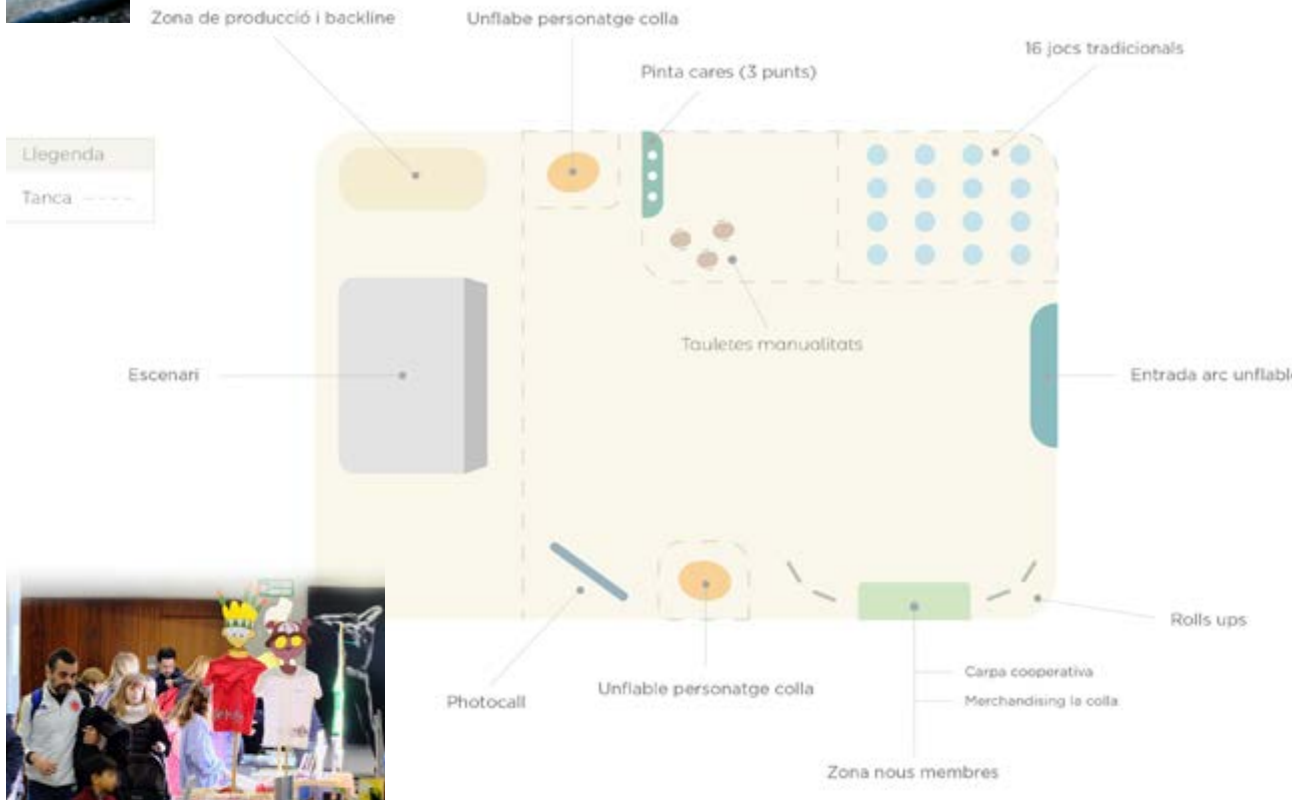 Zona de producció i backline
Unflabe personatge colla
16 jocs tradicionals
Pinta cares (3 punts)
Llegenda
Tanca
Tauletes manualitats
Escenari
Entrada arc unflable
Rolls ups
Carpa cooperativa
Photocall
Unflable personatge colla
Merchandising la colla
Zona nous membres